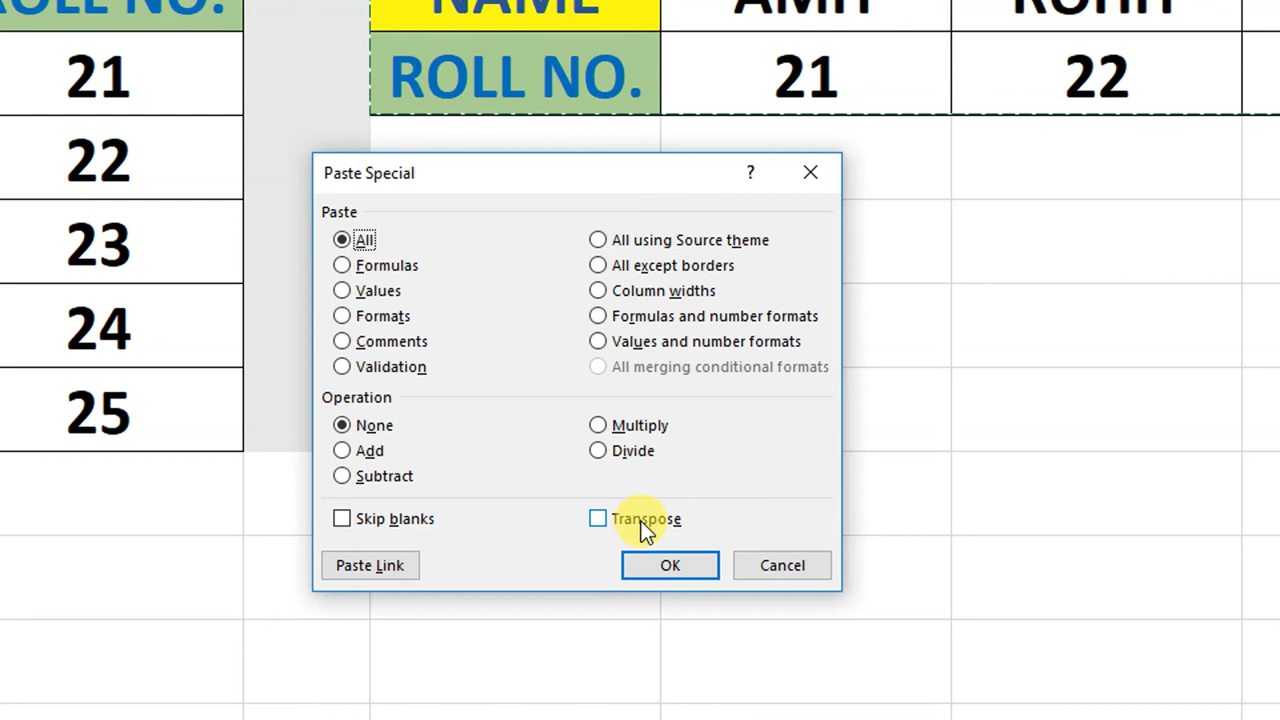 ROLL NO.
NAME
21
22
23
24
25
ROLL NO. 21 22
Paste Special ?
Paste
All
Formulas
Values
Formats
Comments
Validation
All using Source theme
All except borders
Column widths
Formulas and number formats
Values and number formats
All merging conditional formats
Operation
None
Add
Subtract
Multiply
Divide
Skip blanks
Transpose
Paste Link
OK
Cancel